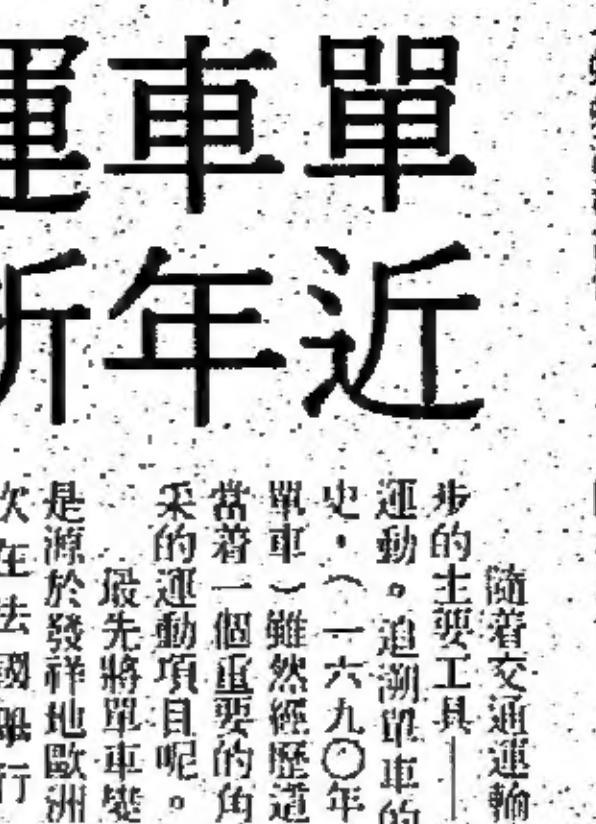 單車運
近年新
隨着交通運輸
步的主要工具——
運動。追溯單車的
史・（一六九〇年
單車）雖然經歷道
當着一個重要的角
采的運動項目呢。
最先將單車變
是源於發祥地歐洲
次在法國舉行